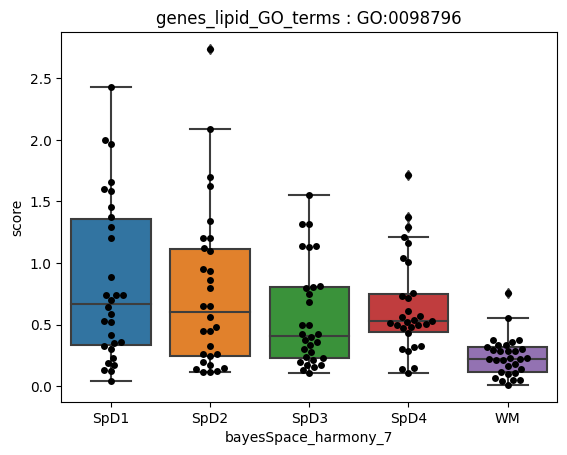 genes_lipid_GO_terms : GO:0098796
score
2.5
2.0
1.5
1.0
0.5
0.0
SpD1 SpD2 SpD3 SpD4 WM
bayesSpace_harmony_7